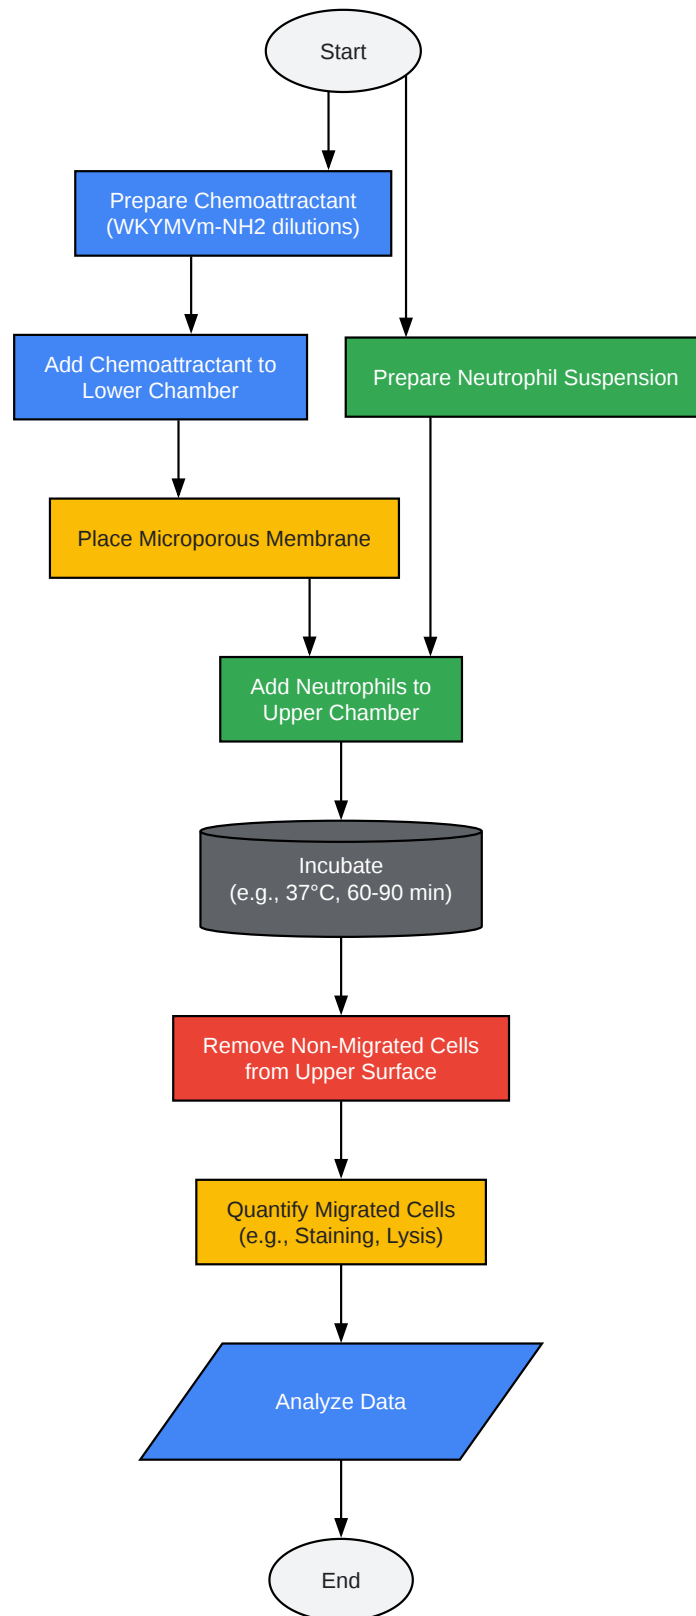 Start
Prepare Chemoattractant
(WKYMVm-NH2 dilutions)
Add Chemoattractant to
Lower Chamber
Prepare Neutrophil Suspension
Place Microporous Membrane
Add Neutrophils to
Upper Chamber
Incubate
(e.g., 37°C, 60-90 min)
Remove Non-Migrated Cells
from Upper Surface
Quantify Migrated Cells
(e.g., Staining, Lysis)
Analyze Data
End